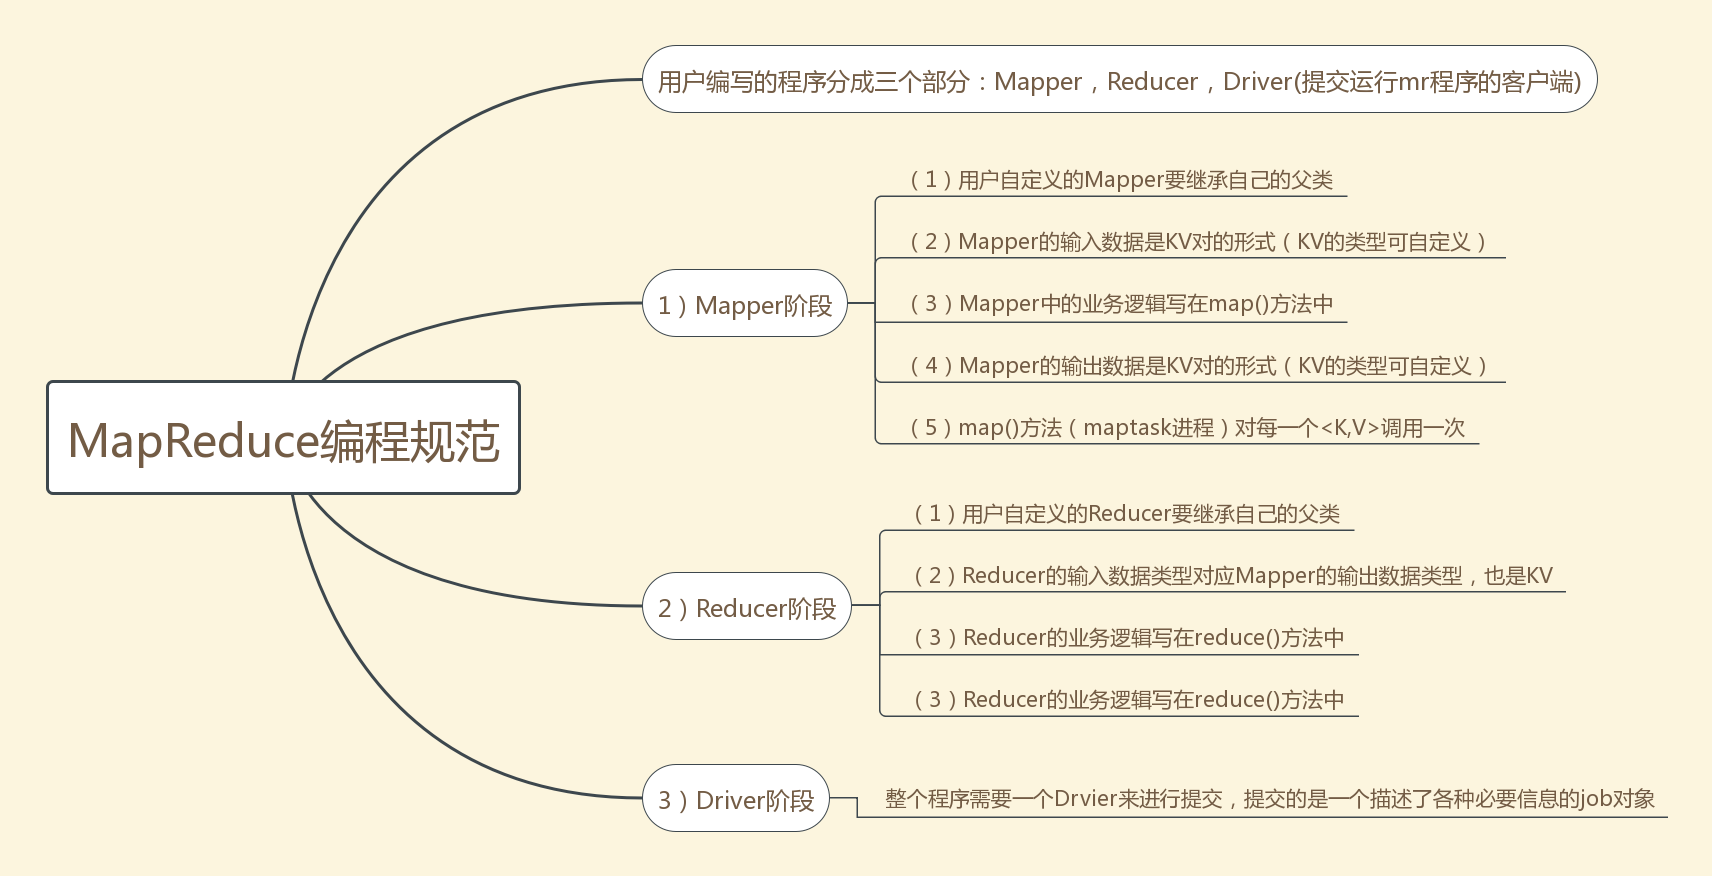 用户编写的程序分成三个部分：Mapper，Reducer，Driver(提交运行mr程序的客户端)
（1）用户自定义的Mapper要继承自己的父类
（2）Mapper的输入数据是KV对的形式（KV的类型可自定义）
1）Mapper阶段
（3）Mapper中的业务逻辑写在map()方法中
（4）Mapper的输出数据是KV对的形式（KV的类型可自定义）
（5）map()方法（maptask进程）对每一个<K,V>调用一次
MapReduce编程规范
（1）用户自定义的Reducer要继承自己的父类
（2）Reducer的输入数据类型对应Mapper的输出数据类型，也是KV
2）Reducer阶段
（3）Reducer的业务逻辑写在reduce()方法中
（3）Reducer的业务逻辑写在reduce()方法中
3）Driver阶段
整个程序需要一个Drvier来进行提交，提交的是一个描述了各种必要信息的job对象